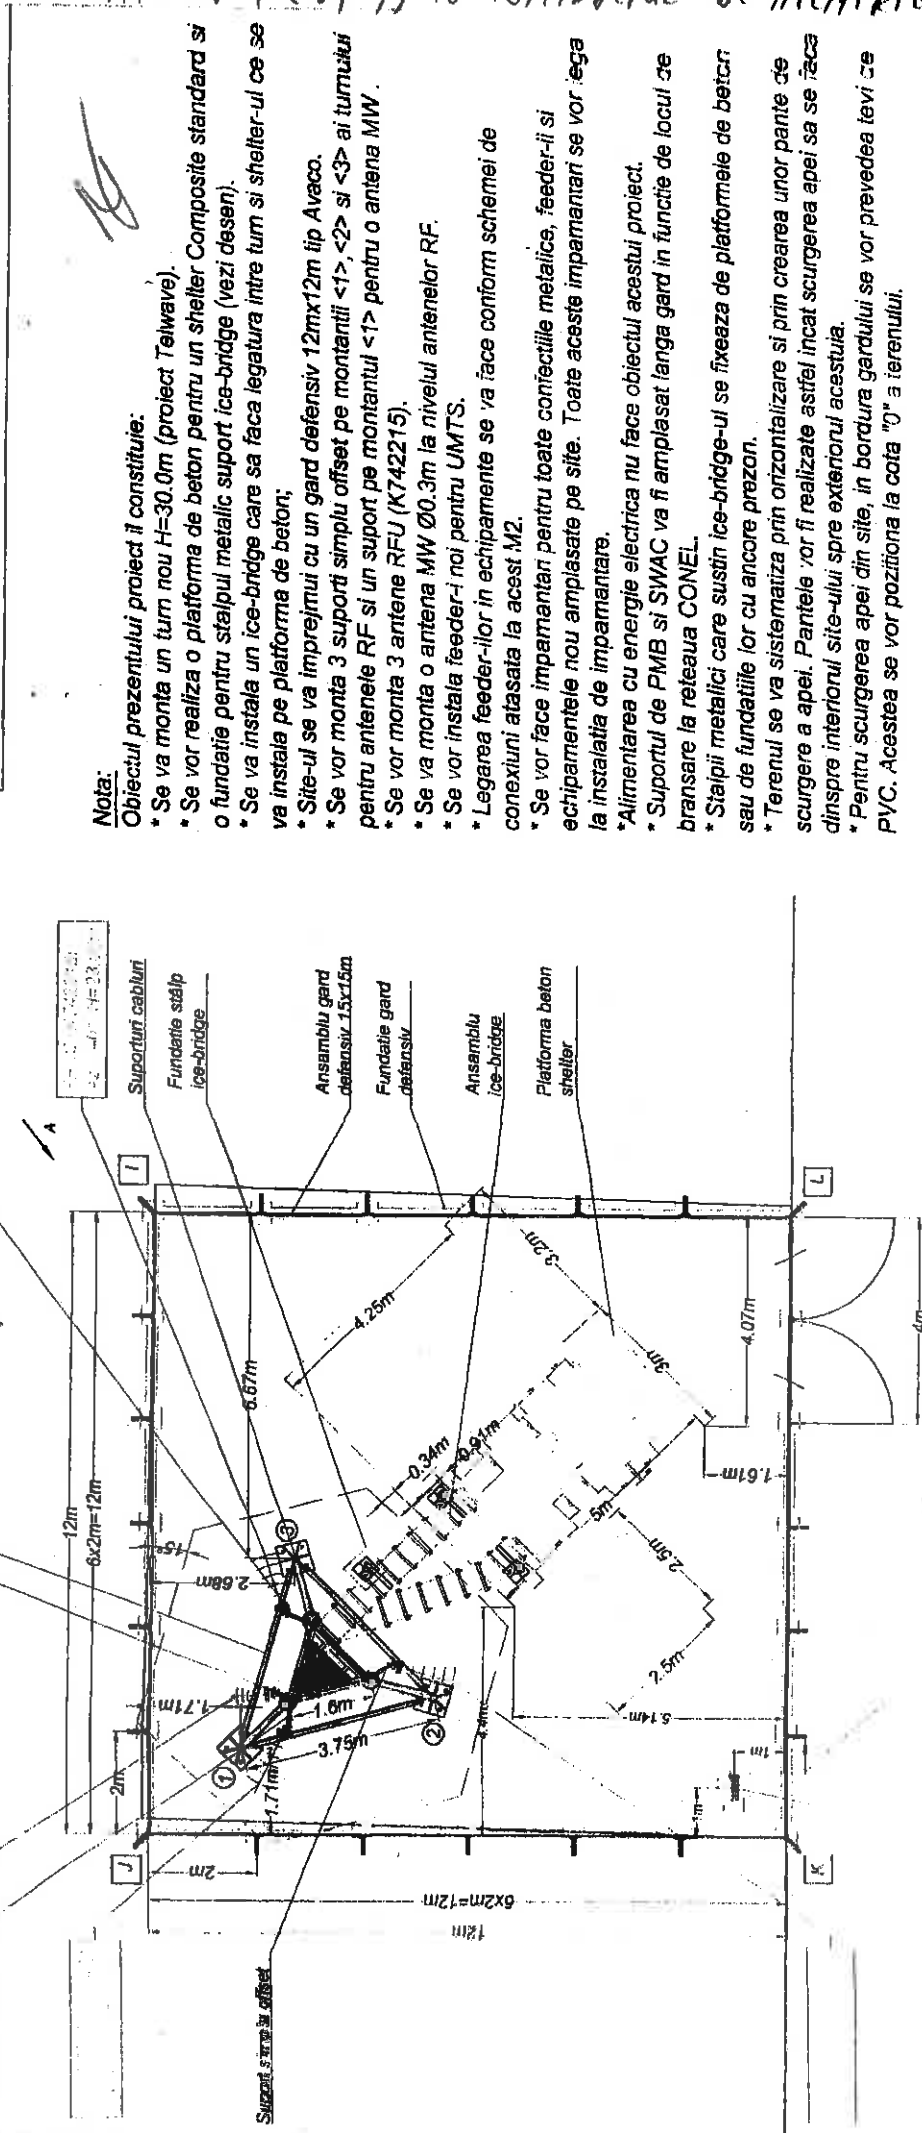 Nota:
Obiectul prezentului proiect il constituie:
* Se va monta un turn nou H=30.0m (proiect Telwave).
* Se vor realiza o platforma de beton pentru un shelter Composite standard si
o fundatie pentru stalpul metalic suport ice-bridge (vezi desen).
* Se va instala un ice-bridge care sa faca legatura intre turn si shelter-ul ce se
va instala pe platforma de beton;
* Site-ul se va imprejmui cu un gard defensiv 12mx12m tip Avaco.
* Se vor monta 3 suporti simplu offset pe montantii <1>,<2> si <3> ai turnului
pentru antenele RF si un suport pe montantul <1> pentru o antena MW.
* Se vor monta 3 antene RFU (K742215).
* Se va monta o antena MW Ø0.3m la nivelul antenelor RF.
* Se vor instala feeder-i noi pentru UMTS.
* Legarea feeder-ilor in echipamente se va face conform schemei de
conexiuni atasata la acest M2.
* Se vor face impamantari pentru toate confectiile metalice, feeder-ii si
echipamentele nou amplasate pe site. Toate aceste impamantari se vor lega
la instalatia de impamantare.
*Alimentarea cu energie electrica nu face obiectul acestui proiect.
* Suportul de PMB si SWAC va fi amplasat langa gard in functie de locul de
bransare la reteaua CONEL.
* Stalpii metalici care sustin ice-bridge-ul se fixeaza de platformele de beton
sau de fundatiile lor cu ancore prezon.
* Terenul se va sistematiza prin orizontalizare si prin crearea unor pante de
scurgere a apei. Pantele vor fi realizate astfel incat scurgerea apei sa se faca
dinspre interiorul site-ului spre exteriorul acestuia.
* Pentru scurgerea apei din site, in bordura gardului se vor prevedea tevi de
PVC. Acestea se vor pozitiona la cota "0" a terenului.
Suporturi cabluri
Fundatie stâlp
ice-bridge
Ansamblu gard
defensiv 15x15m
Fundatie gard
defensiv
Ansamblu
ice-bridge
Platforma beton
shelter
A
I
J
K
L
12m
6x2m=12m
2m
2m
6x2m=12m
12m
15°
2.68m
6.67m
4.25m
3.2m
3m
4.07m
4m
1.61m
0.34m
0.91m
5m
2.5m
2.5m
5.14m
4.4m
1m
1m
1.71m
1.71m
1.6m
3.75m
1
2
3
Suport simplu offset